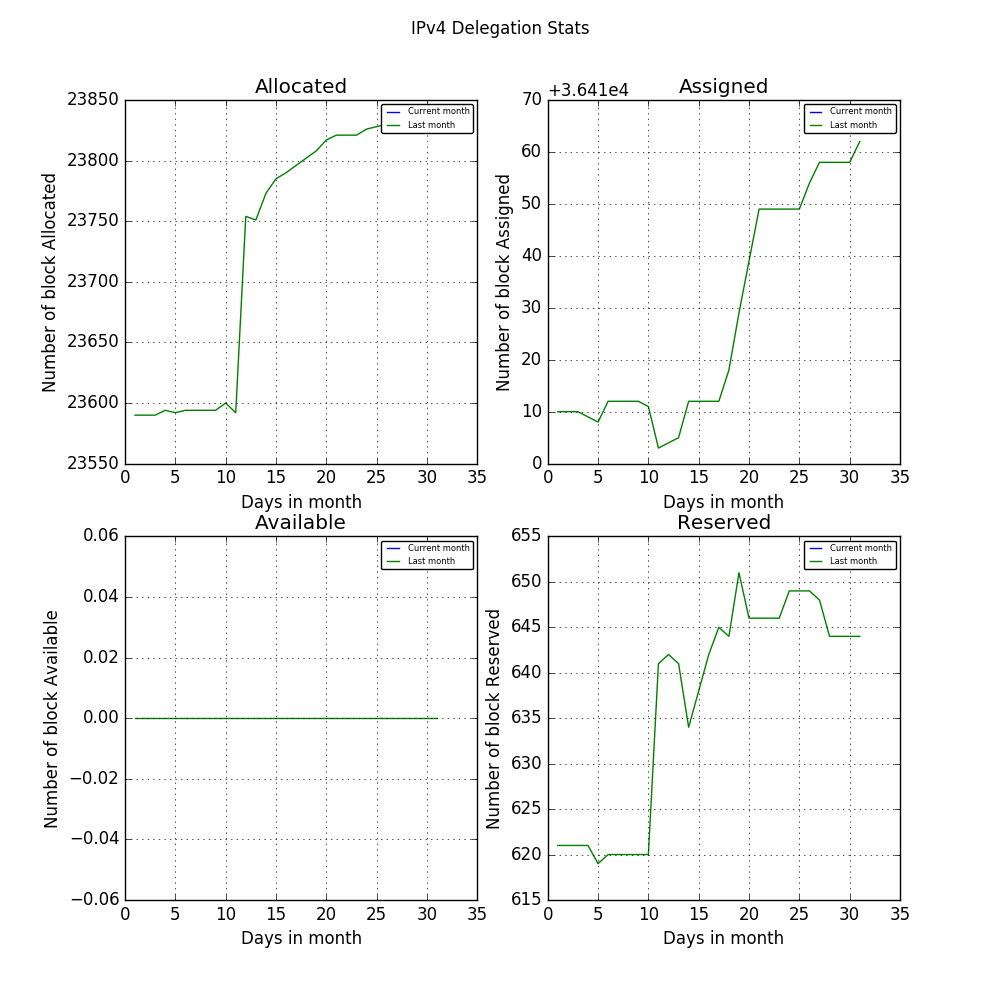 IPv4 Delegation Stats
Allocated
23850
23800
23750
23700
23650
23600
23550
Number of block Allocated
Current month
Last month
0 5 10 15 20 25 30 35
Days in month
+3.641e4
Assigned
70
60
50
40
30
20
10
0
Number of block Assigned
Current month
Last month
0 5 10 15 20 25 30 35
Days in month
Available
0.06
0.04
0.02
0.00
−0.02
−0.04
−0.06
Number of block Available
Current month
Last month
0 5 10 15 20 25 30 35
Days in month
Reserved
655
650
645
640
635
630
625
620
615
Number of block Reserved
Current month
Last month
0 5 10 15 20 25 30 35
Days in month